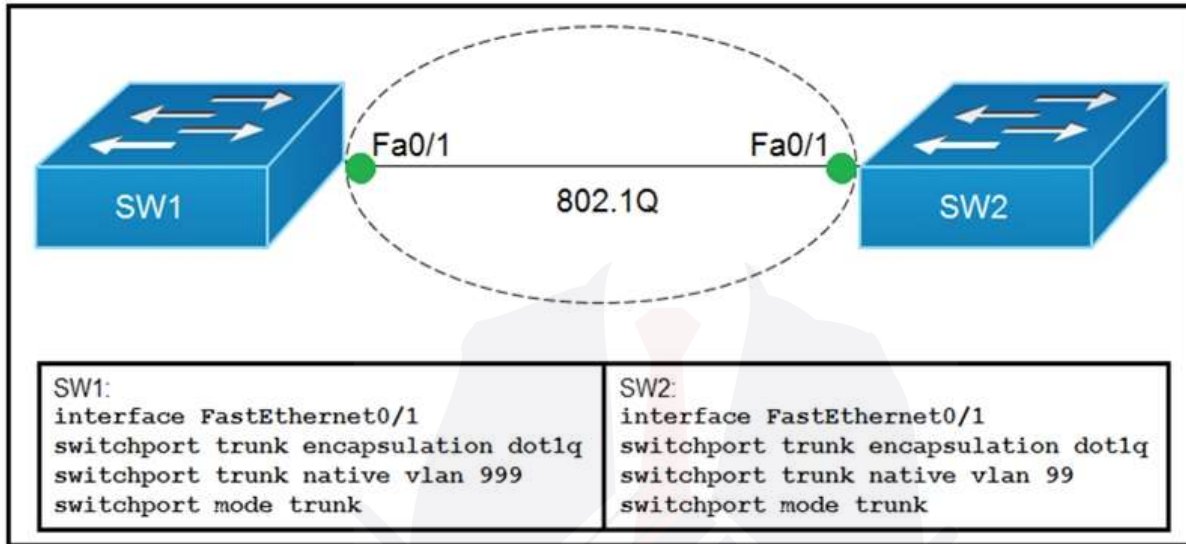 Fa0/1
Fa0/1
SW1
802.1Q
SW2
SW1:
interface FastEthernet0/1
switchport trunk encapsulation dot1q
switchport trunk native vlan 999
switchport mode trunk
SW2:
interface FastEthernet0/1
switchport trunk encapsulation dot1q
switchport trunk native vlan 99
switchport mode trunk